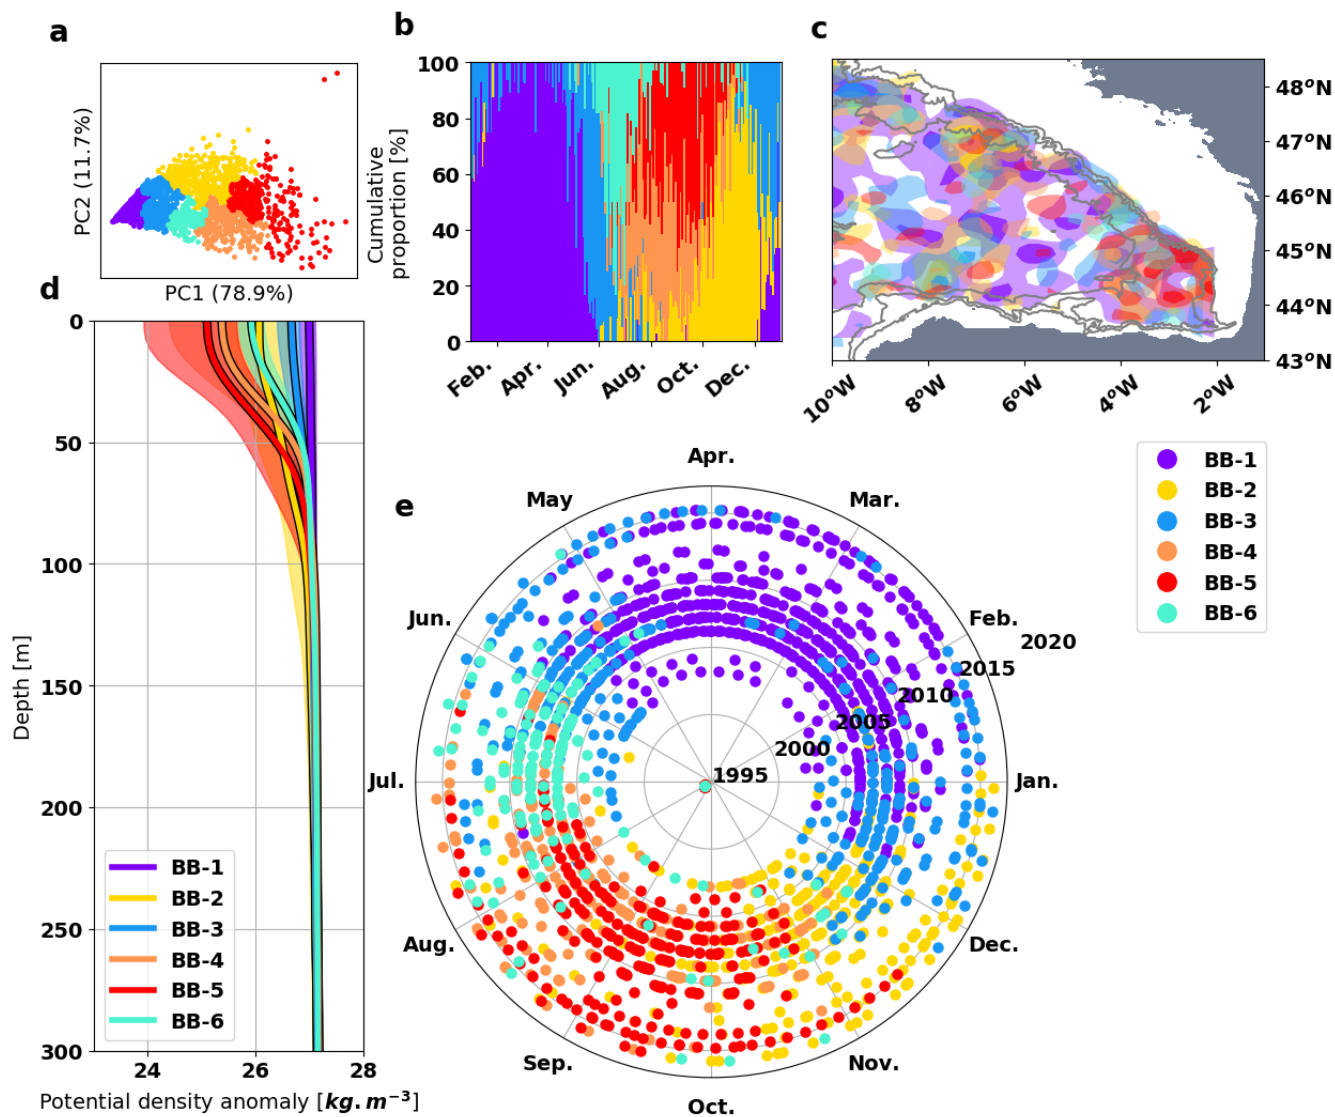 a
PC2 (11.7%)
PC1 (78.9%)
b
Cumulative
proportion [%]
100
80
60
40
20
0
Feb.
Apr.
Jun.
Aug.
Oct.
Dec.
c
48°N
47°N
46°N
45°N
44°N
43°N
10°W
8°W
6°W
4°W
2°W
BB-1
BB-2
BB-3
BB-4
BB-5
BB-6
d
0
50
100
150
200
250
300
Depth [m]
BB-1
BB-2
BB-3
BB-4
BB-5
BB-6
24
26
28
Potential density anomaly [kg.m⁻³]
e
Apr.
May
Mar.
Jun.
Feb.
2020
2015
2010
2005
2000
1995
Jul.
Jan.
Aug.
Dec.
Sep.
Nov.
Oct.